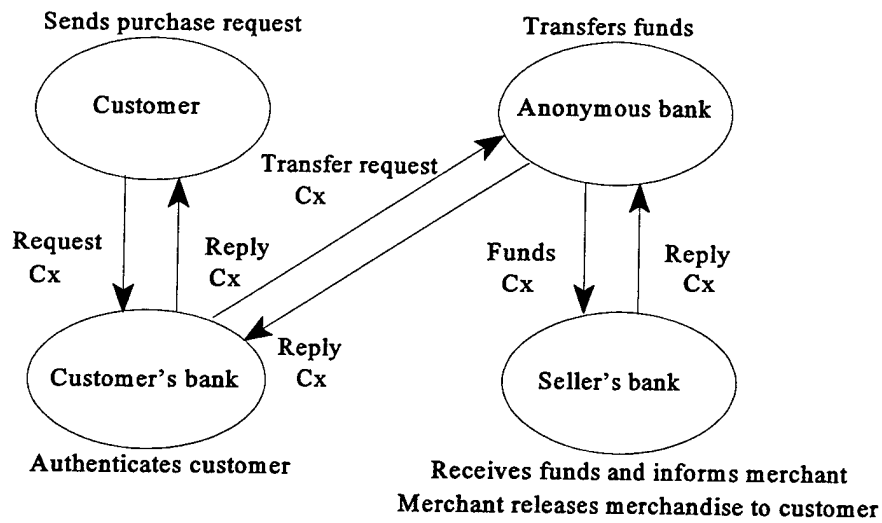 Sends purchase request
Transfers funds
Customer
Anonymous bank
Transfer request
Cx
Request
Cx
Reply
Cx
Funds
Cx
Reply
Cx
Reply
Cx
Customer's bank
Seller's bank
Authenticates customer
Receives funds and informs merchant
Merchant releases merchandise to customer